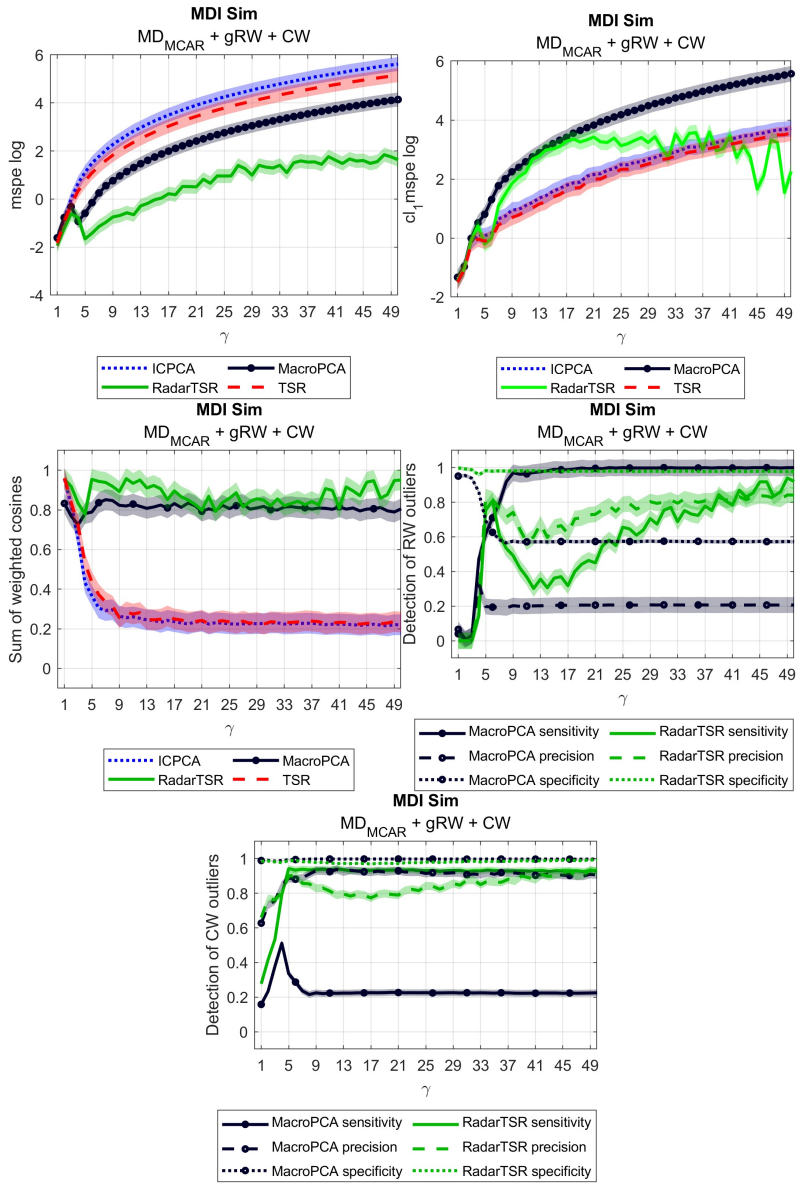 MDI Sim
MD_MCAR + gRW + CW
mspe log
6
4
2
0
-2
-4
1 5 9 13 17 21 25 29 33 37 41 45 49
γ
ICPCA MacroPCA
RadarTSR TSR
MDI Sim
MD_MCAR + gRW + CW
cl_1 mspe log
6
4
2
0
-2
1 5 9 13 17 21 25 29 33 37 41 45 49
γ
ICPCA MacroPCA
RadarTSR TSR
MDI Sim
MD_MCAR + gRW + CW
Sum of weighted cosines
1
0.8
0.6
0.4
0.2
0
1 5 9 13 17 21 25 29 33 37 41 45 49
γ
ICPCA MacroPCA
RadarTSR TSR
MDI Sim
MD_MCAR + gRW + CW
Detection of RW outliers
1
0.8
0.6
0.4
0.2
0
1 5 9 13 17 21 25 29 33 37 41 45 49
γ
MacroPCA sensitivity RadarTSR sensitivity
MacroPCA precision RadarTSR precision
MacroPCA specificity RadarTSR specificity
MDI Sim
MD_MCAR + gRW + CW
Detection of CW outliers
1
0.8
0.6
0.4
0.2
0
1 5 9 13 17 21 25 29 33 37 41 45 49
γ
MacroPCA sensitivity RadarTSR sensitivity
MacroPCA precision RadarTSR precision
MacroPCA specificity RadarTSR specificity